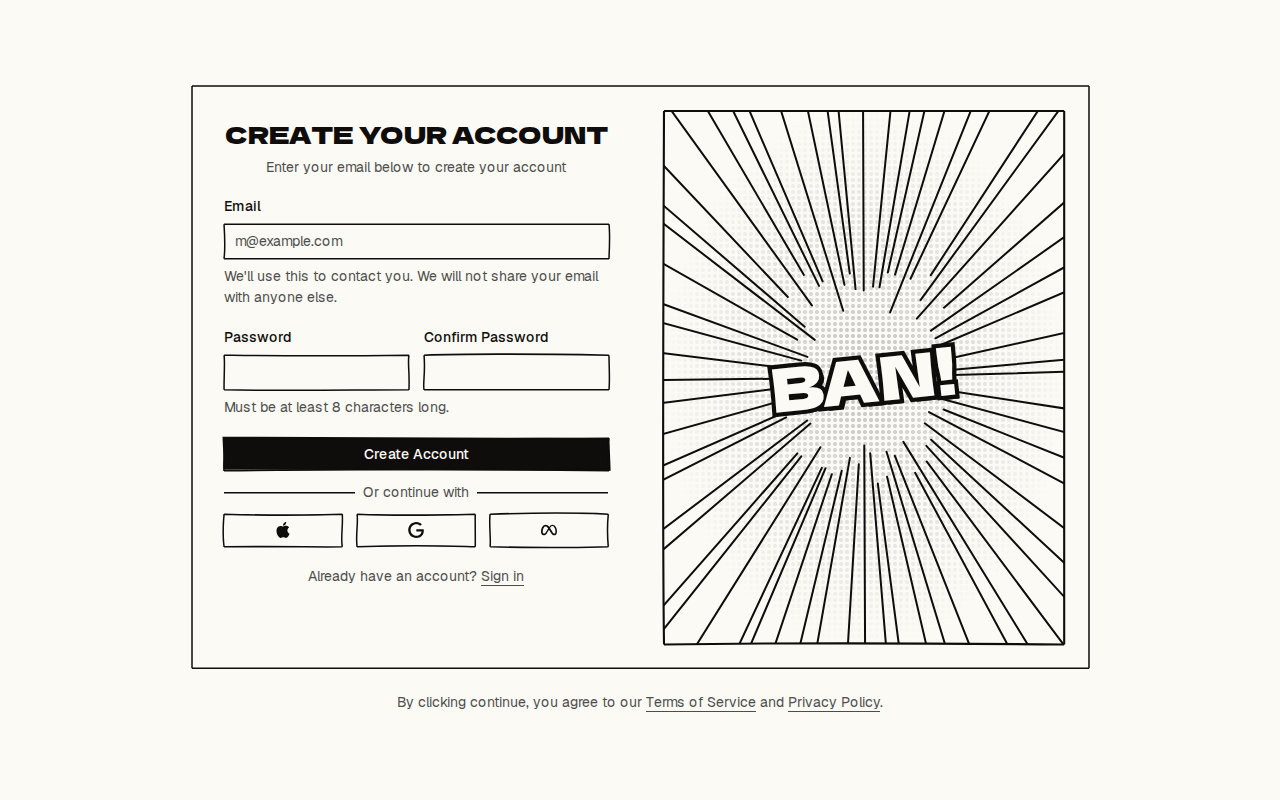 CREATE YOUR ACCOUNT
Enter your email below to create your account
Email
m@example.com
We'll use this to contact you. We will not share your email
with anyone else.
Password
Confirm Password
Must be at least 8 characters long.
Create Account
Or continue with
Already have an account? Sign in
BAN!
By clicking continue, you agree to our Terms of Service and Privacy Policy.